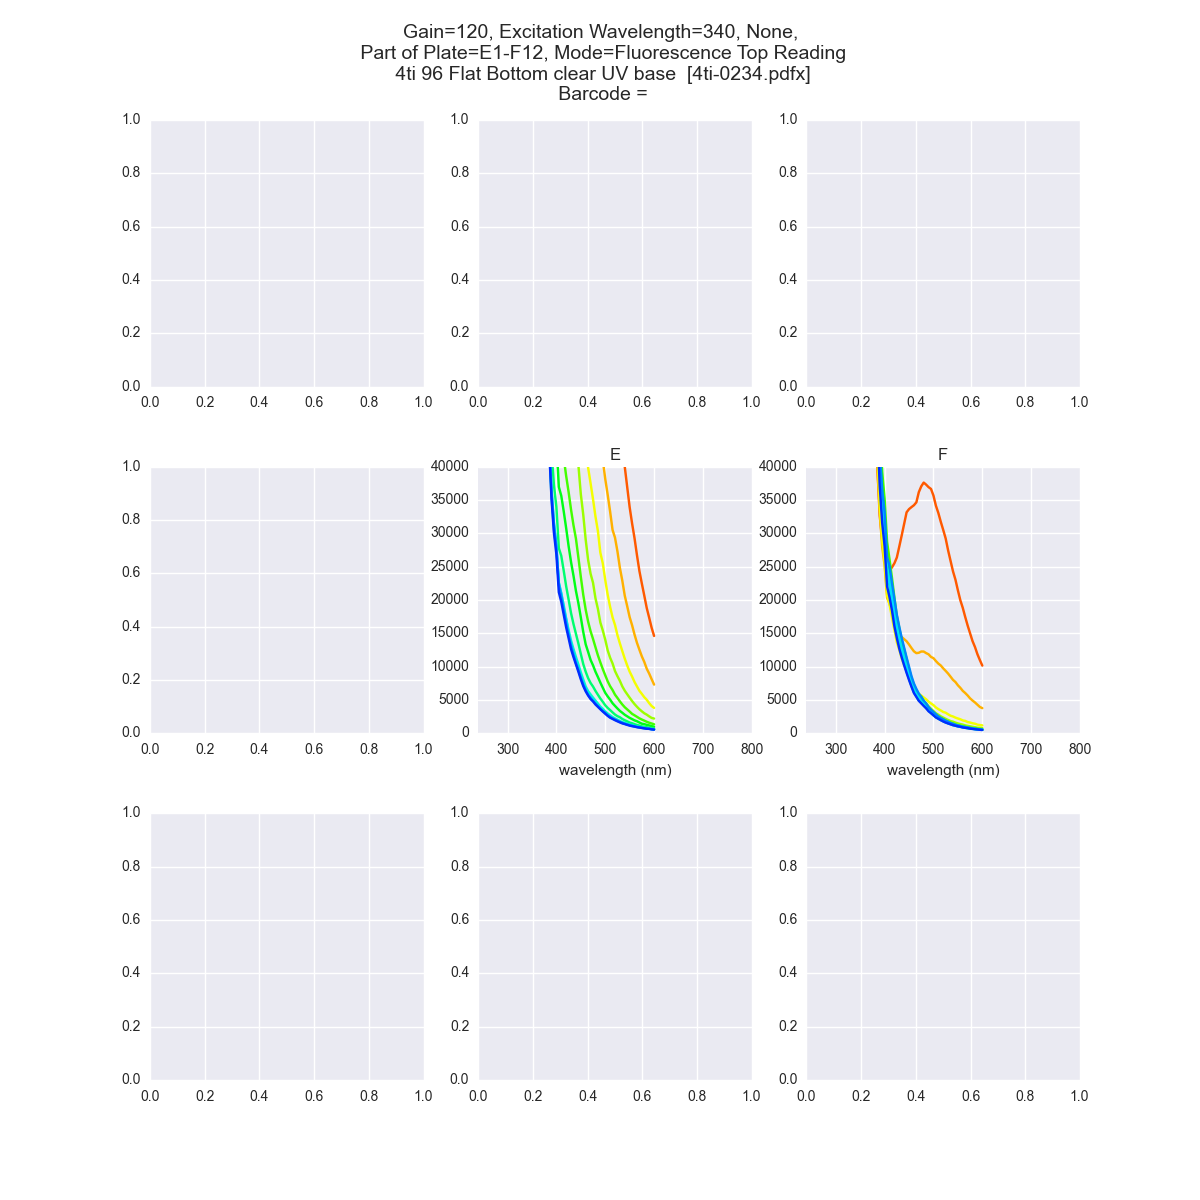 Gain=120, Excitation Wavelength=340, None,
Part of Plate=E1-F12, Mode=Fluorescence Top Reading
4ti 96 Flat Bottom clear UV base  [4ti-0234.pdfx]
Barcode =
1.0 1.0 1.0
0.8 0.8 0.8
0.6 0.6 0.6
0.4 0.4 0.4
0.2 0.2 0.2
0.0 0.0 0.0
0.0 0.2 0.4 0.6 0.8 1.0 0.0 0.2 0.4 0.6 0.8 1.0 0.0 0.2 0.4 0.6 0.8 1.0
E F
1.0 40000 40000
35000 35000
0.8 30000 30000
0.6 25000 25000
20000 20000
0.4 15000 15000
0.2 10000 10000
5000 5000
0.0 0 0
0.0 0.2 0.4 0.6 0.8 1.0 300 400 500 600 700 800 300 400 500 600 700 800
wavelength (nm) wavelength (nm)
1.0 1.0 1.0
0.8 0.8 0.8
0.6 0.6 0.6
0.4 0.4 0.4
0.2 0.2 0.2
0.0 0.0 0.0
0.0 0.2 0.4 0.6 0.8 1.0 0.0 0.2 0.4 0.6 0.8 1.0 0.0 0.2 0.4 0.6 0.8 1.0